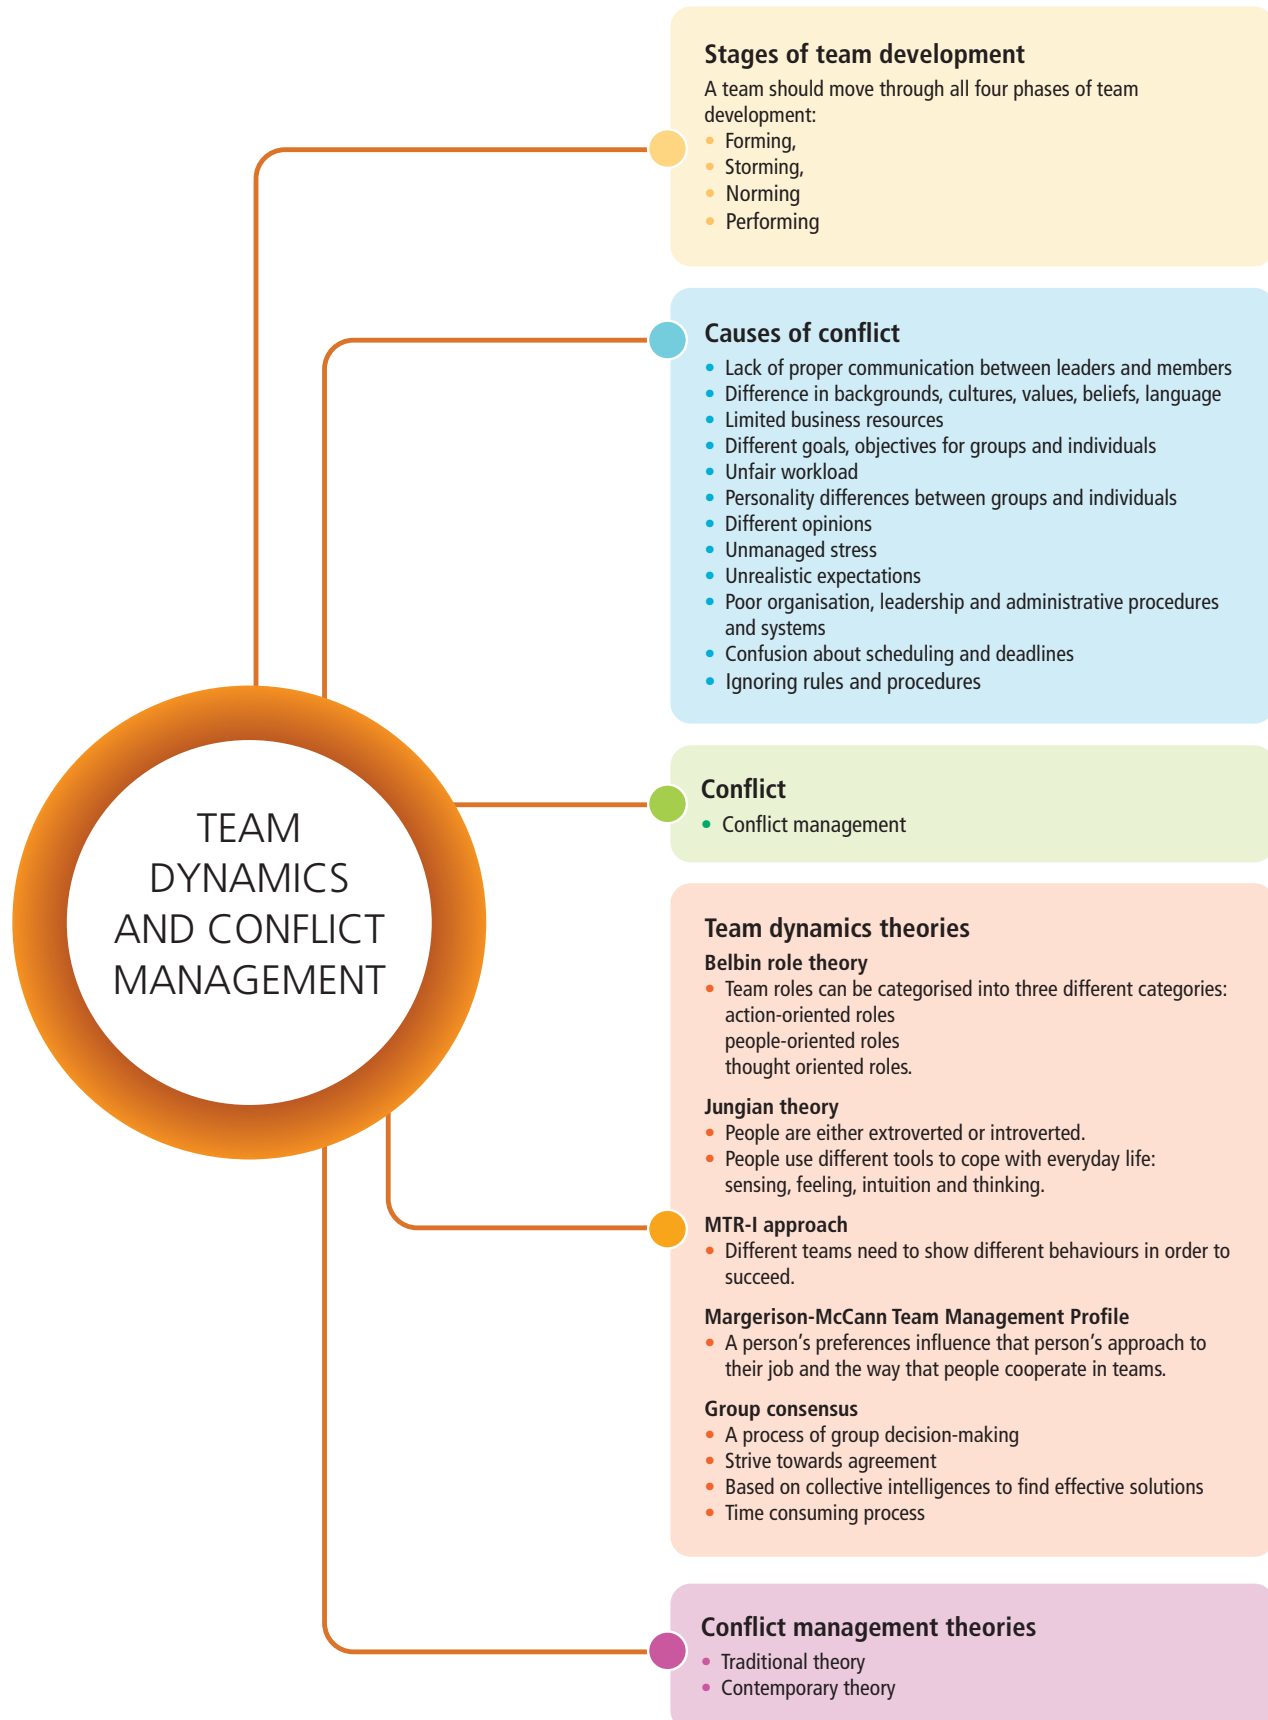 Stages of team development
A team should move through all four phases of team
development:
• Forming,
• Storming,
• Norming
• Performing
Causes of conflict
• Lack of proper communication between leaders and members
• Difference in backgrounds, cultures, values, beliefs, language
• Limited business resources
• Different goals, objectives for groups and individuals
• Unfair workload
• Personality differences between groups and individuals
• Different opinions
• Unmanaged stress
• Unrealistic expectations
• Poor organisation, leadership and administrative procedures
and systems
• Confusion about scheduling and deadlines
• Ignoring rules and procedures
TEAM
DYNAMICS
AND CONFLICT
MANAGEMENT
Conflict
• Conflict management
Team dynamics theories
Belbin role theory
• Team roles can be categorised into three different categories:
action-oriented roles
people-oriented roles
thought oriented roles.
Jungian theory
• People are either extroverted or introverted.
• People use different tools to cope with everyday life:
sensing, feeling, intuition and thinking.
MTR-I approach
• Different teams need to show different behaviours in order to
succeed.
Margerison-McCann Team Management Profile
• A person’s preferences influence that person’s approach to
their job and the way that people cooperate in teams.
Group consensus
• A process of group decision-making
• Strive towards agreement
• Based on collective intelligences to find effective solutions
• Time consuming process
Conflict management theories
• Traditional theory
• Contemporary theory